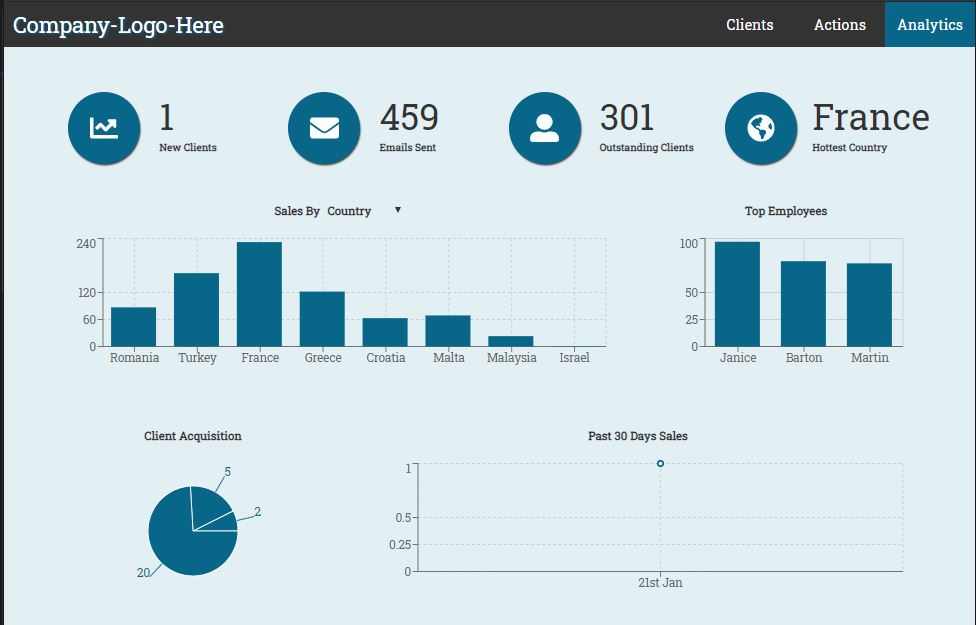 Company-Logo-Here
Clients Actions Analytics
1
New Clients
459
Emails Sent
301
Outstanding Clients
France
Hottest Country
Sales By Country ▼
240
120
60
0
Romania Turkey France Greece Croatia Malta Malaysia Israel
Top Employees
100
50
25
0
Janice Barton Martin
Client Acquisition
5
2
20
Past 30 Days Sales
1
0.5
0.25
0
21st Jan